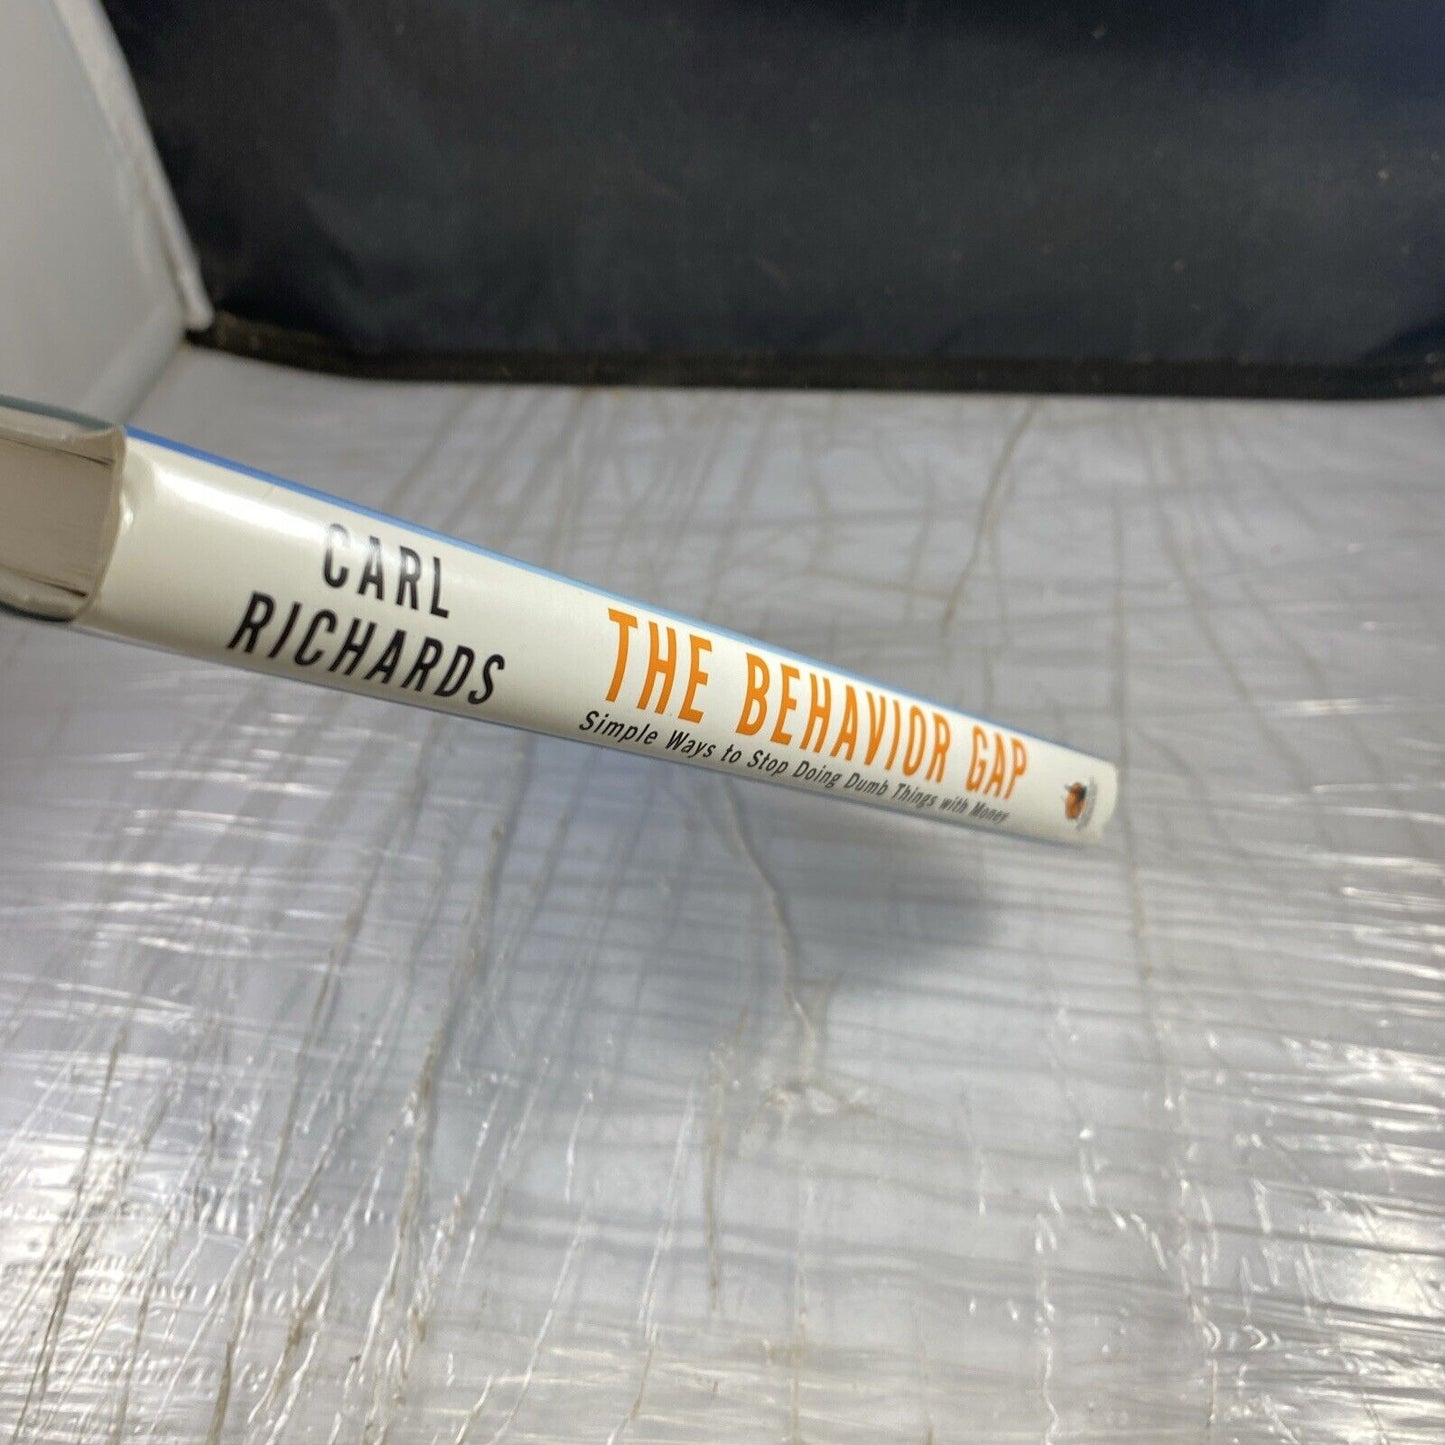 CARL
RICHARDS
THE BEHAVIOR GAP
Simple Ways to Stop Doing Dumb Things with Money